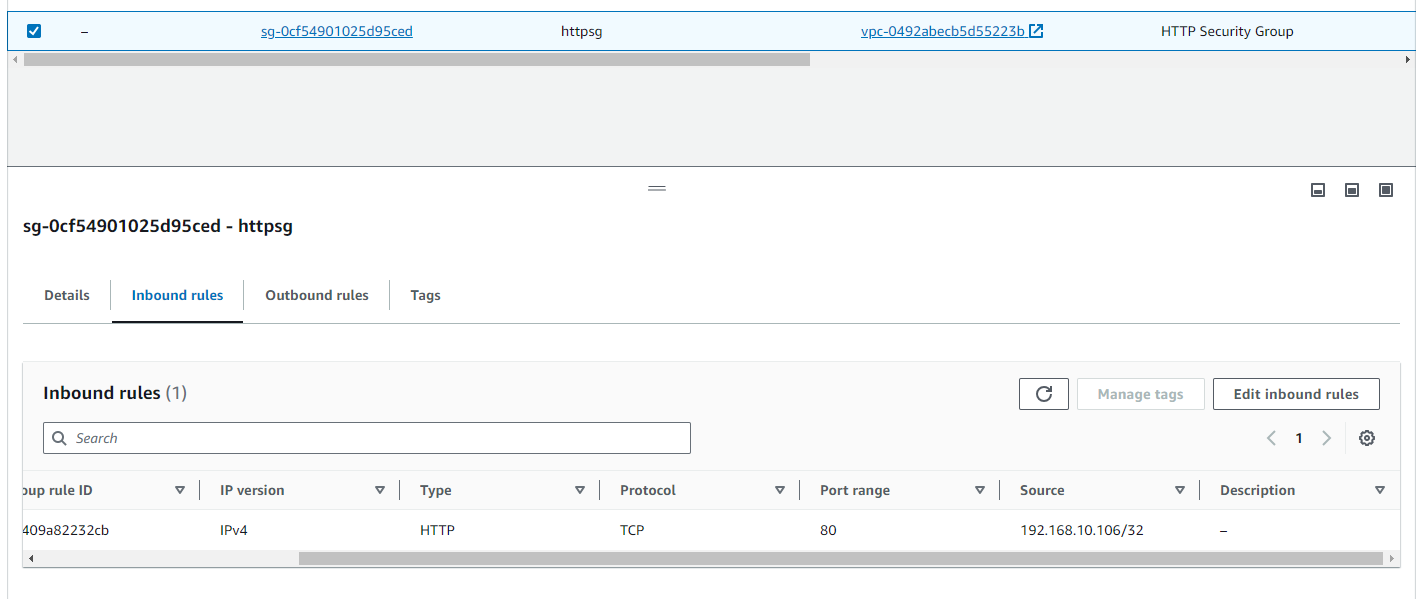 – sg-0cf54901025d95ced httpsg vpc-0492abecb5d55223b HTTP Security Group
sg-0cf54901025d95ced - httpsg
Details Inbound rules Outbound rules Tags
Inbound rules (1) Manage tags Edit inbound rules
Search 1
oup rule ID IP version Type Protocol Port range Source Description
409a82232cb IPv4 HTTP TCP 80 192.168.10.106/32 –